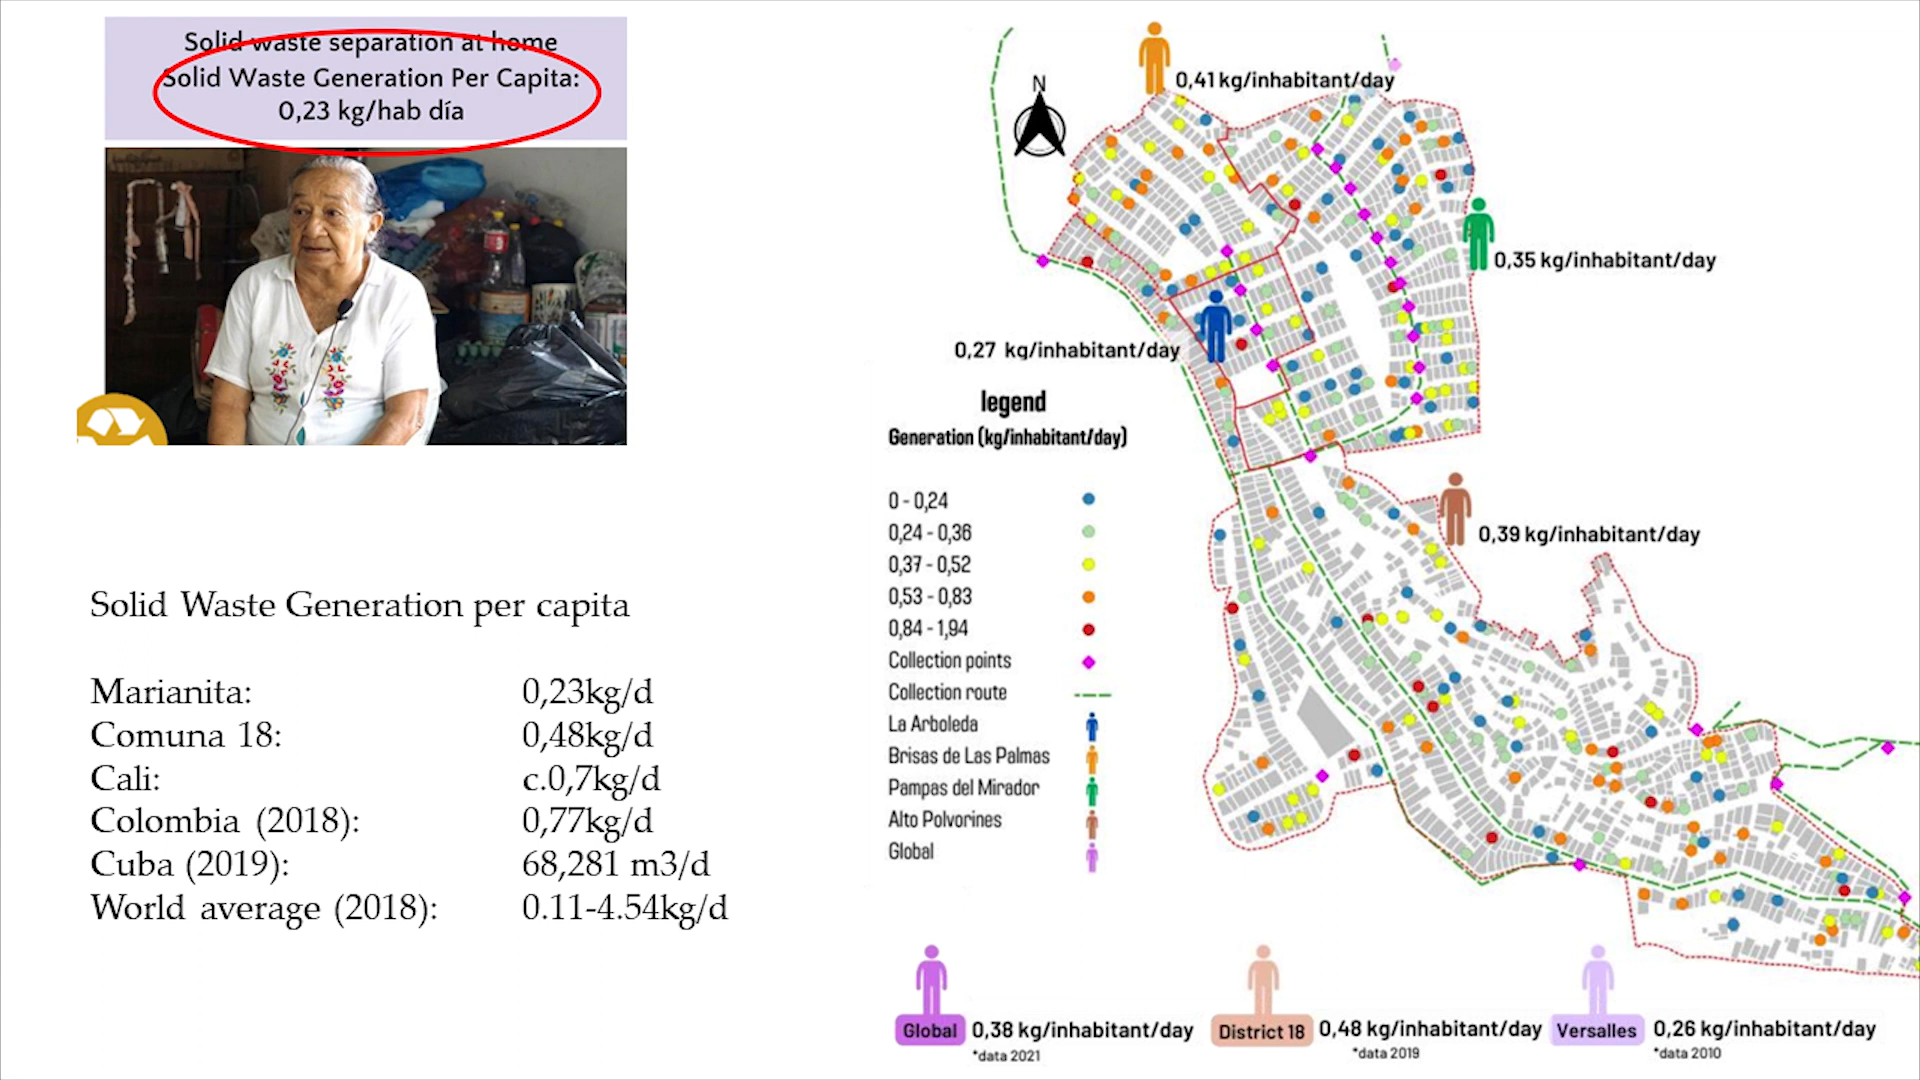 Solid waste separation at home
Solid Waste Generation Per Capita:
0,23 kg/hab día
Solid Waste Generation per capita
Marianita: 0,23kg/d
Comuna 18: 0,48kg/d
Cali: c.0,7kg/d
Colombia (2018): 0,77kg/d
Cuba (2019): 68,281 m3/d
World average (2018): 0.11-4.54kg/d
N
0,41 kg/inhabitant/day
0,35 kg/inhabitant/day
0,27 kg/inhabitant/day
0,39 kg/inhabitant/day
legend
Generation (kg/inhabitant/day)
0 - 0,24
0,24 - 0,36
0,37 - 0,52
0,53 - 0,83
0,84 - 1,94
Collection points
Collection route
La Arboleda
Brisas de Las Palmas
Pampas del Mirador
Alto Polvorines
Global
Global 0,38 kg/inhabitant/day
*data 2021
District 18 0,48 kg/inhabitant/day
*data 2019
Versalles 0,26 kg/inhabitant/day
*data 2010